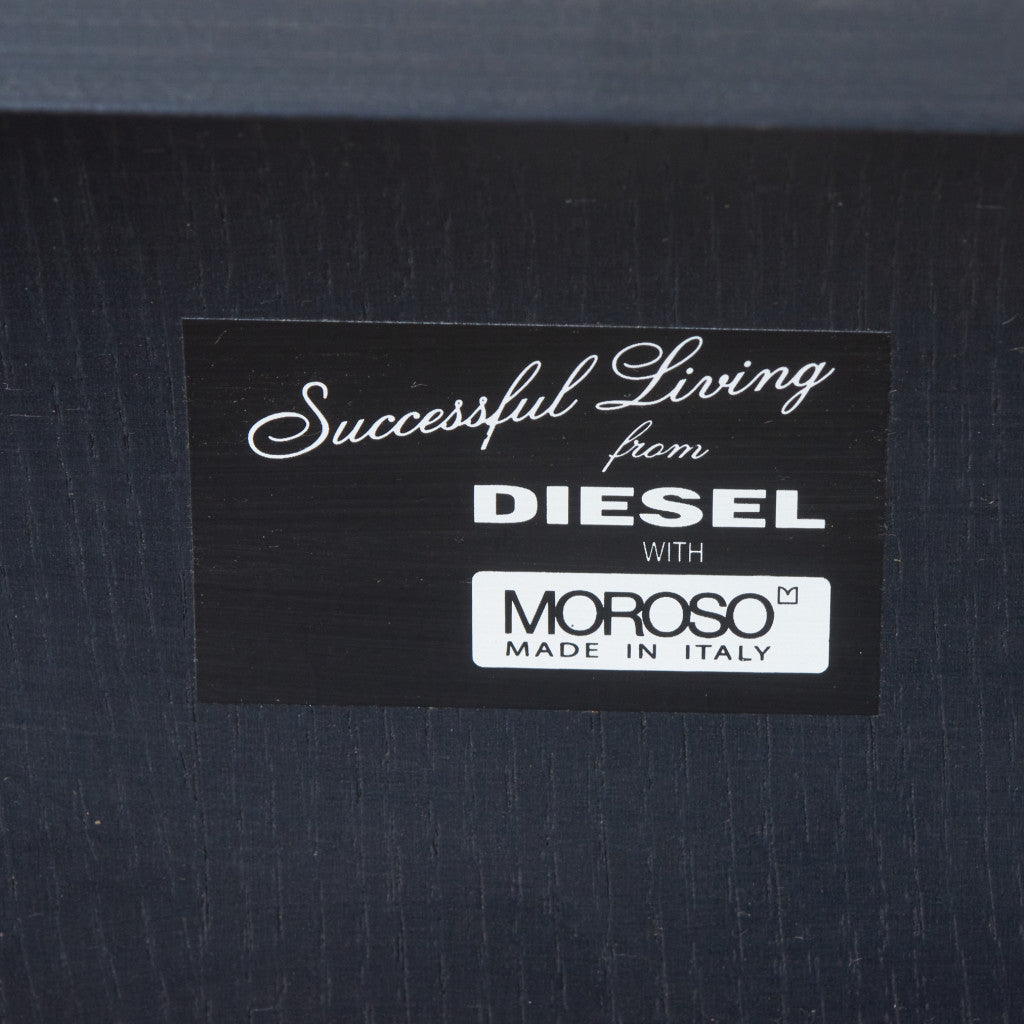 Successful Living
from
DIESEL
WITH
MOROSO
MADE IN ITALY